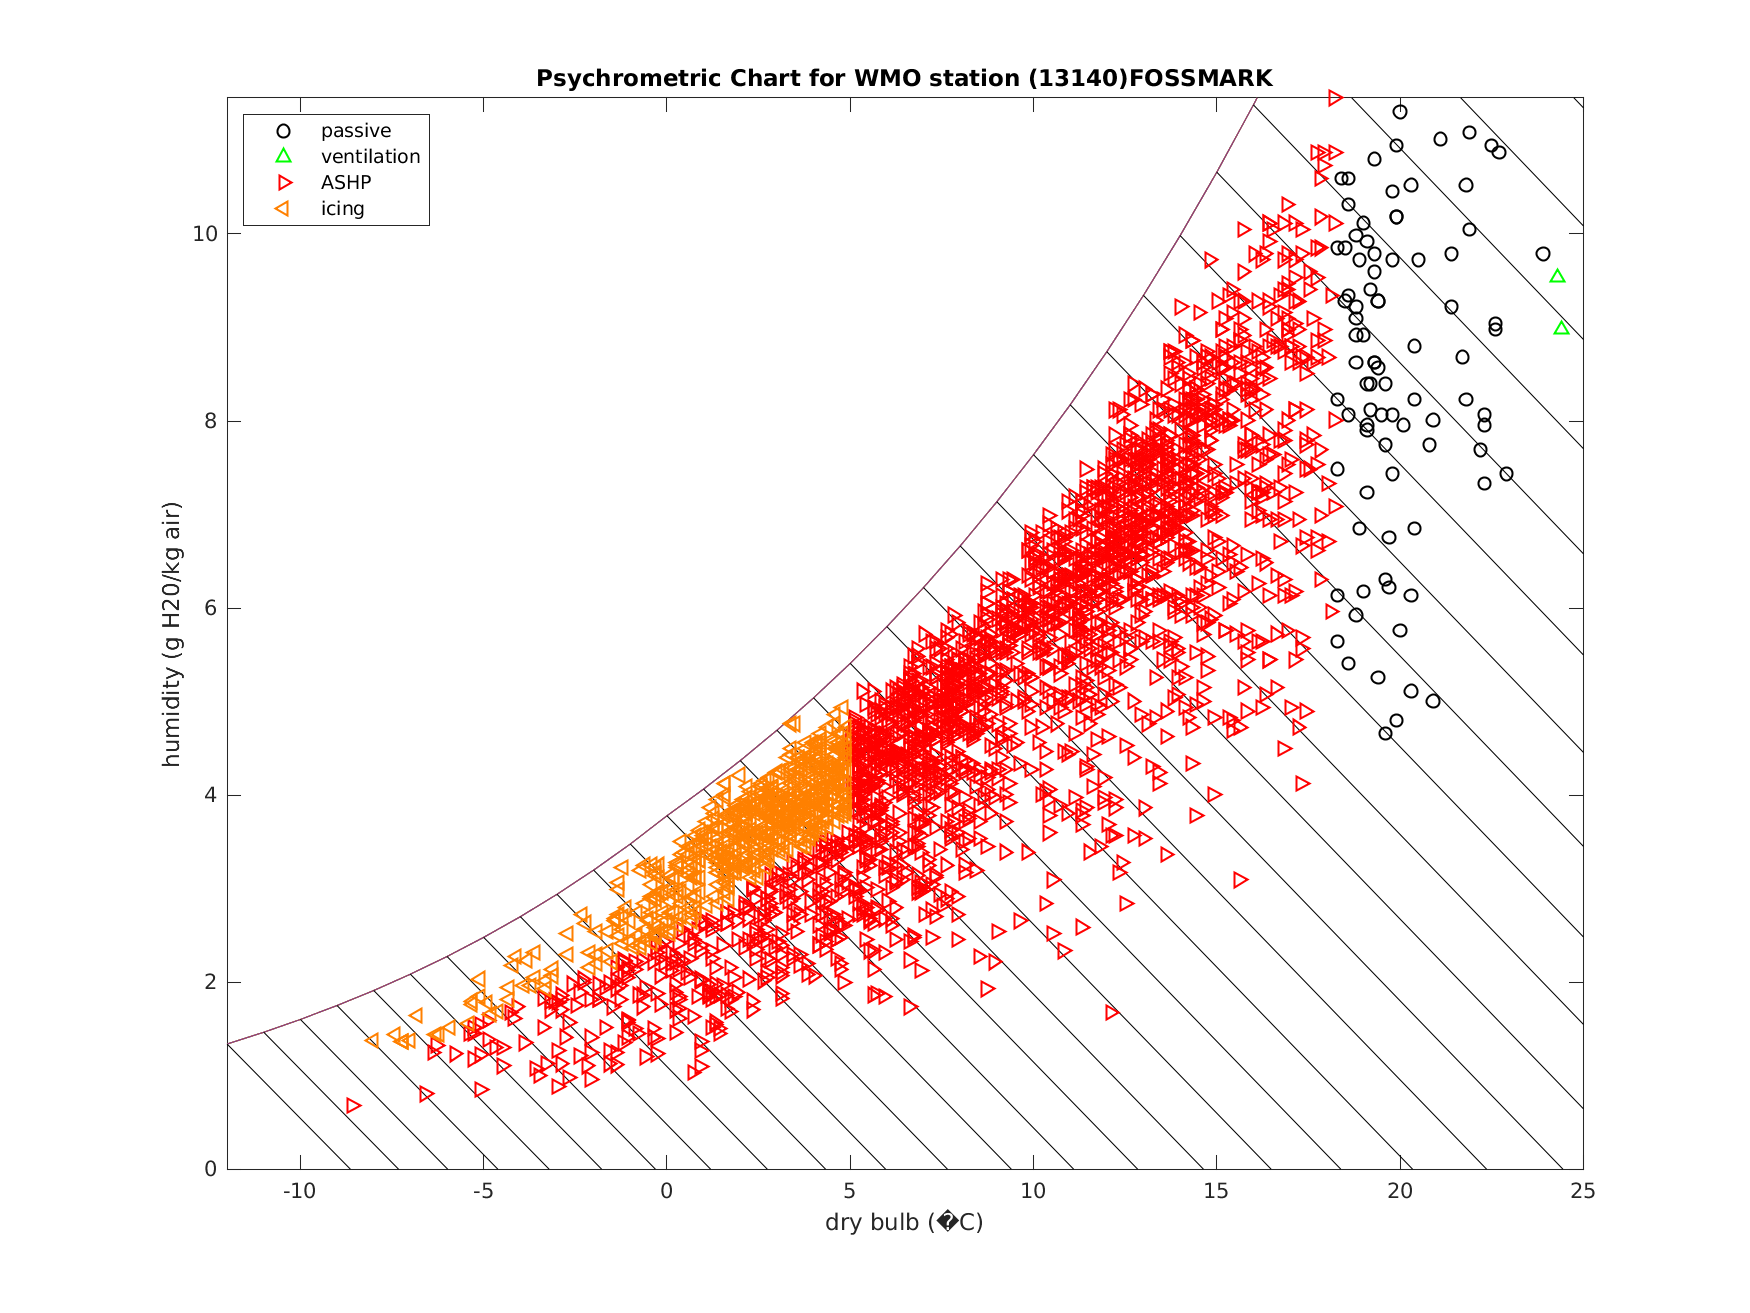 Psychrometric Chart for WMO station (13140)FOSSMARK
passive
ventilation
ASHP
icing
10
8
6
4
2
0
humidity (g H20/kg air)
-10 -5 0 5 10 15 20 25
dry bulb (�C)